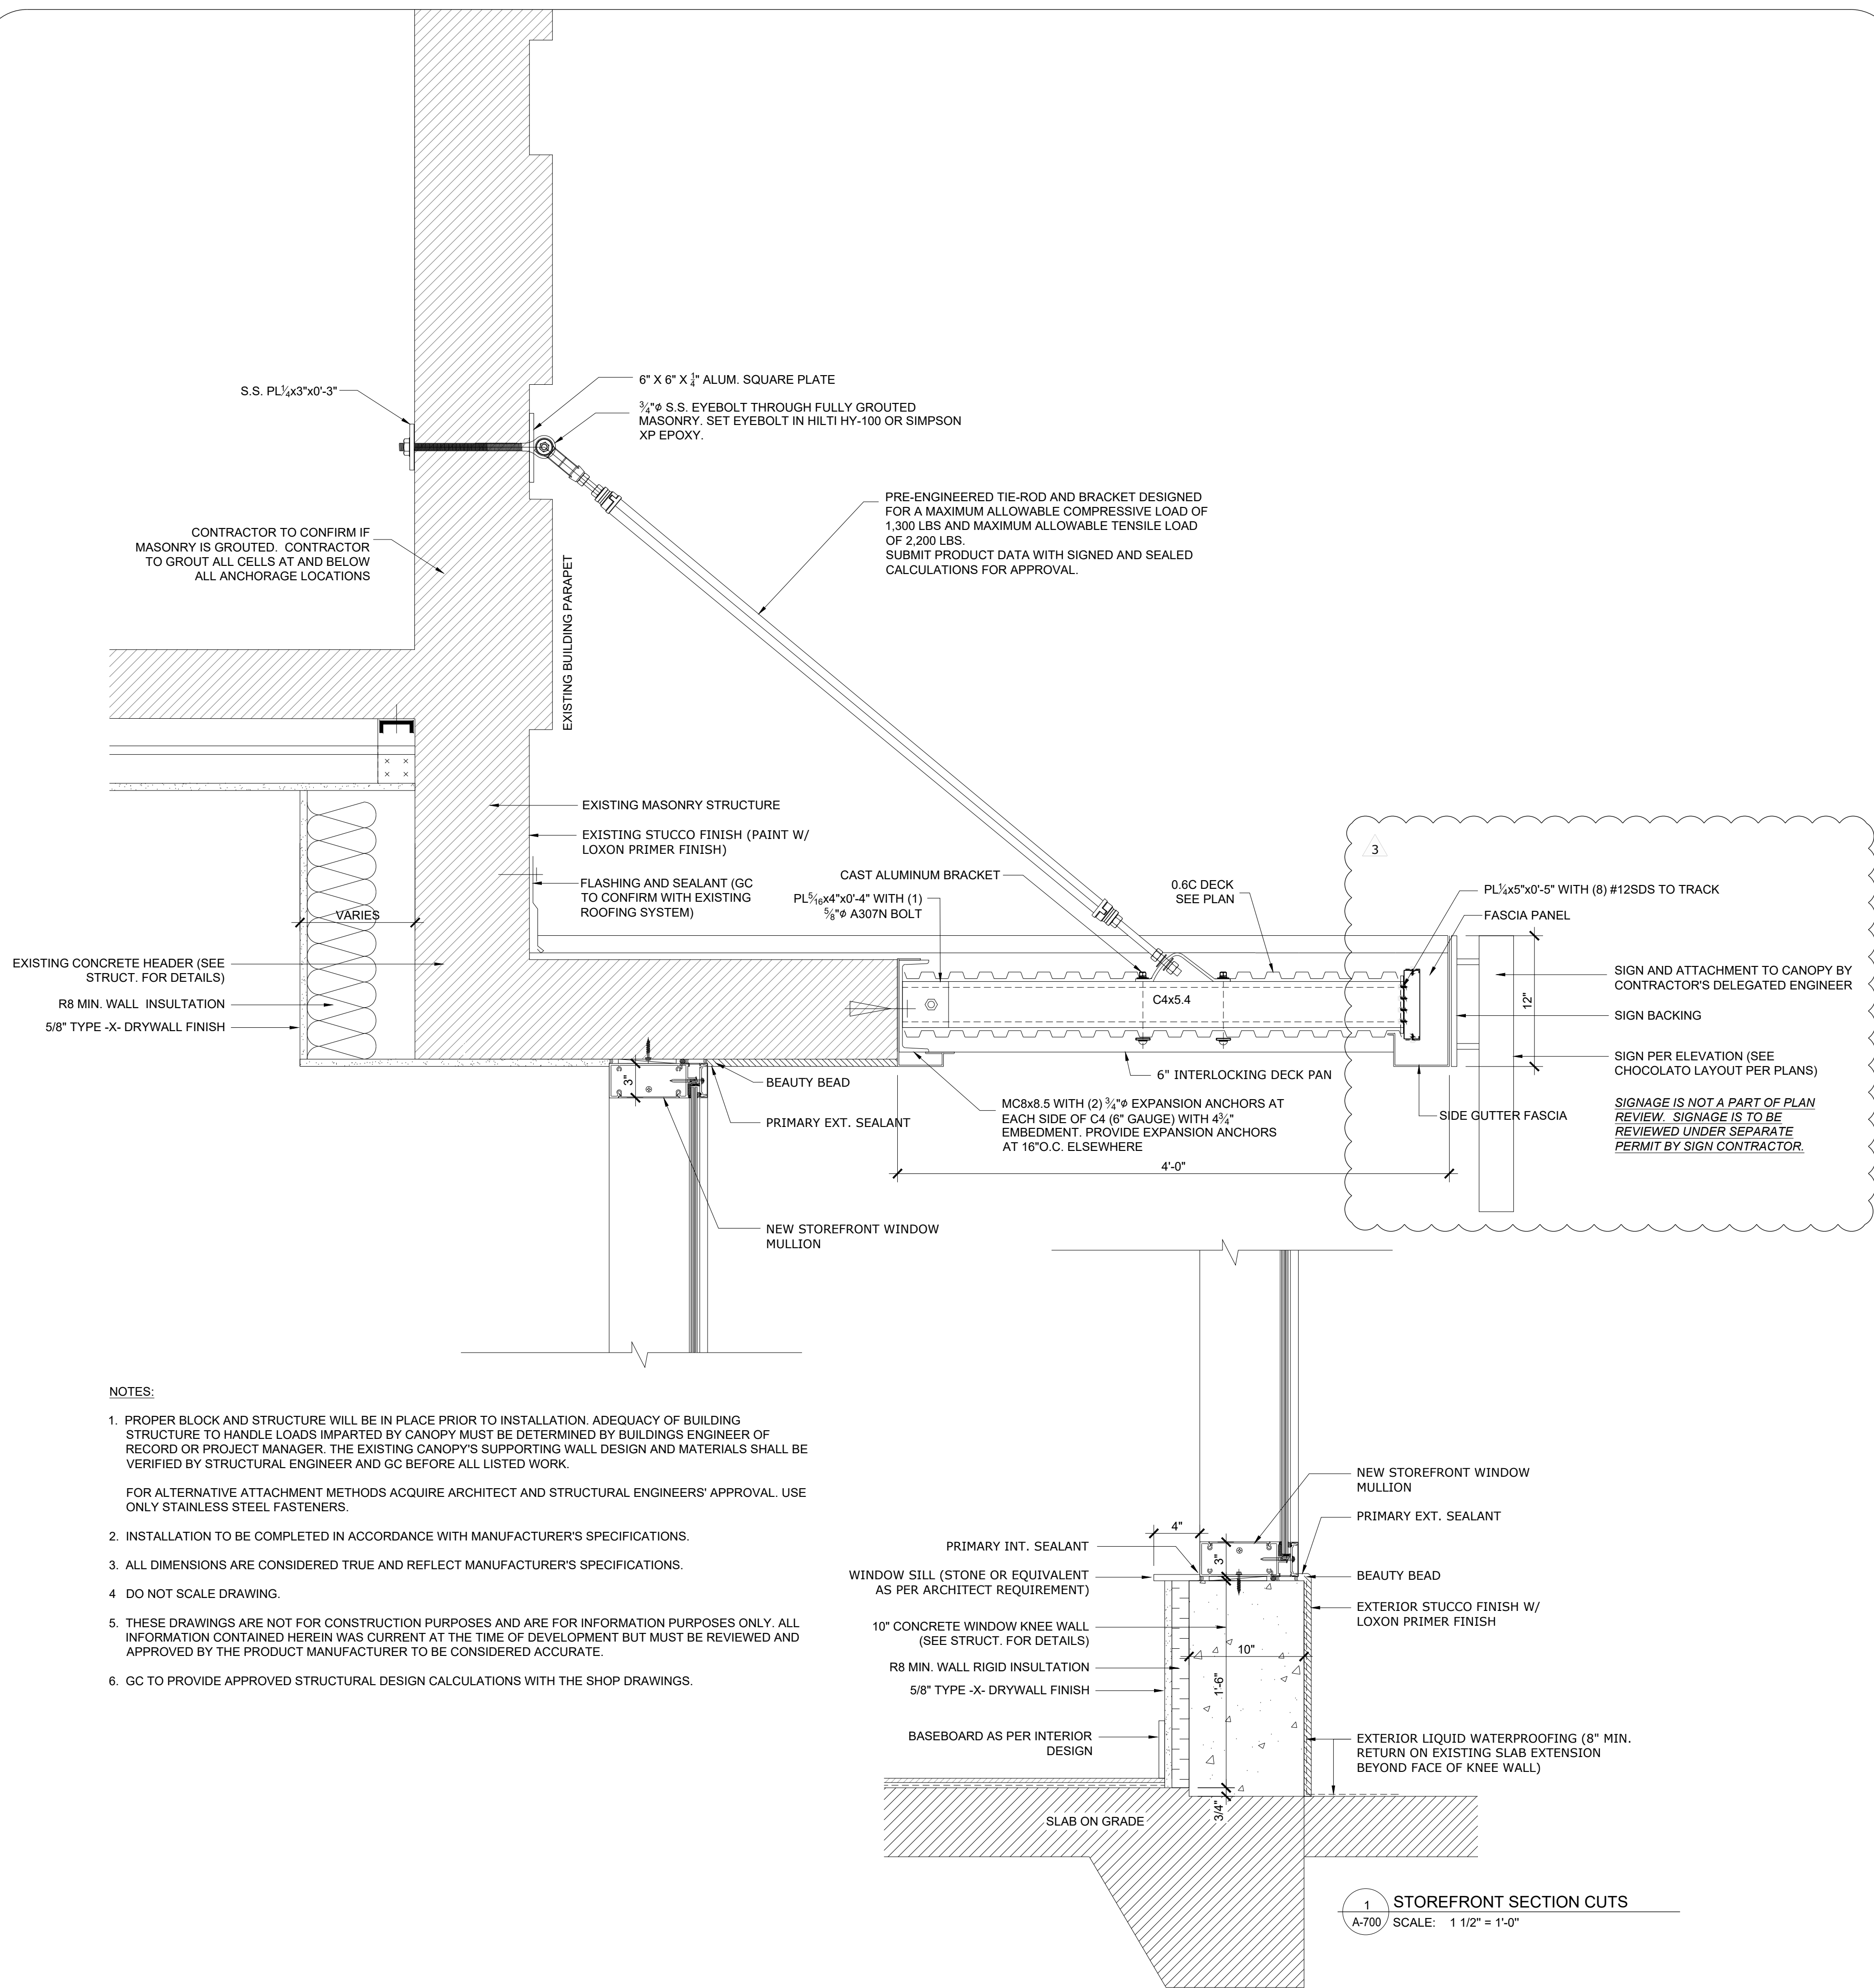 S.S. PL¼x3"x0'-3"
6" X 6" X ¼" ALUM. SQUARE PLATE
¾"φ S.S. EYEBOLT THROUGH FULLY GROUTED
MASONRY. SET EYEBOLT IN HILTI HY-100 OR SIMPSON
XP EPOXY.
PRE-ENGINEERED TIE-ROD AND BRACKET DESIGNED
FOR A MAXIMUM ALLOWABLE COMPRESSIVE LOAD OF
1,300 LBS AND MAXIMUM ALLOWABLE TENSILE LOAD
OF 2,200 LBS.
SUBMIT PRODUCT DATA WITH SIGNED AND SEALED
CALCULATIONS FOR APPROVAL.
CONTRACTOR TO CONFIRM IF
MASONRY IS GROUTED. CONTRACTOR
TO GROUT ALL CELLS AT AND BELOW
ALL ANCHORAGE LOCATIONS
EXISTING BUILDING PARAPET
EXISTING MASONRY STRUCTURE
EXISTING STUCCO FINISH (PAINT W/
LOXON PRIMER FINISH)
FLASHING AND SEALANT (GC
TO CONFIRM WITH EXISTING
ROOFING SYSTEM)
CAST ALUMINUM BRACKET
PL⁵⁄₁₆x4"x0'-4" WITH (1)
⅝"φ A307N BOLT
0.6C DECK
SEE PLAN
3
PL¼x5"x0'-5" WITH (8) #12SDS TO TRACK
FASCIA PANEL
VARIES
EXISTING CONCRETE HEADER (SEE
STRUCT. FOR DETAILS)
R8 MIN. WALL INSULTATION
5/8" TYPE -X- DRYWALL FINISH
C4x5.4
12"
SIGN AND ATTACHMENT TO CANOPY BY
CONTRACTOR'S DELEGATED ENGINEER
SIGN BACKING
SIGN PER ELEVATION (SEE
CHOCOLATO LAYOUT PER PLANS)
SIGNAGE IS NOT A PART OF PLAN
REVIEW. SIGNAGE IS TO BE
REVIEWED UNDER SEPARATE
PERMIT BY SIGN CONTRACTOR.
3"
BEAUTY BEAD
PRIMARY EXT. SEALANT
6" INTERLOCKING DECK PAN
MC8x8.5 WITH (2) ¾"φ EXPANSION ANCHORS AT
EACH SIDE OF C4 (6" GAUGE) WITH 4¾"
EMBEDMENT. PROVIDE EXPANSION ANCHORS
AT 16"O.C. ELSEWHERE
SIDE GUTTER FASCIA
4'-0"
NEW STOREFRONT WINDOW
MULLION
NOTES:
1. PROPER BLOCK AND STRUCTURE WILL BE IN PLACE PRIOR TO INSTALLATION. ADEQUACY OF BUILDING
STRUCTURE TO HANDLE LOADS IMPARTED BY CANOPY MUST BE DETERMINED BY BUILDINGS ENGINEER OF
RECORD OR PROJECT MANAGER. THE EXISTING CANOPY'S SUPPORTING WALL DESIGN AND MATERIALS SHALL BE
VERIFIED BY STRUCTURAL ENGINEER AND GC BEFORE ALL LISTED WORK.
FOR ALTERNATIVE ATTACHMENT METHODS ACQUIRE ARCHITECT AND STRUCTURAL ENGINEERS' APPROVAL. USE
ONLY STAINLESS STEEL FASTENERS.
2. INSTALLATION TO BE COMPLETED IN ACCORDANCE WITH MANUFACTURER'S SPECIFICATIONS.
3. ALL DIMENSIONS ARE CONSIDERED TRUE AND REFLECT MANUFACTURER'S SPECIFICATIONS.
4 DO NOT SCALE DRAWING.
5. THESE DRAWINGS ARE NOT FOR CONSTRUCTION PURPOSES AND ARE FOR INFORMATION PURPOSES ONLY. ALL
INFORMATION CONTAINED HEREIN WAS CURRENT AT THE TIME OF DEVELOPMENT BUT MUST BE REVIEWED AND
APPROVED BY THE PRODUCT MANUFACTURER TO BE CONSIDERED ACCURATE.
6. GC TO PROVIDE APPROVED STRUCTURAL DESIGN CALCULATIONS WITH THE SHOP DRAWINGS.
NEW STOREFRONT WINDOW
MULLION
PRIMARY EXT. SEALANT
4"
PRIMARY INT. SEALANT
3"
WINDOW SILL (STONE OR EQUIVALENT
AS PER ARCHITECT REQUIREMENT)
BEAUTY BEAD
EXTERIOR STUCCO FINISH W/
LOXON PRIMER FINISH
10" CONCRETE WINDOW KNEE WALL
(SEE STRUCT. FOR DETAILS)
10"
R8 MIN. WALL RIGID INSULTATION
1'-6"
5/8" TYPE -X- DRYWALL FINISH
BASEBOARD AS PER INTERIOR
DESIGN
EXTERIOR LIQUID WATERPROOFING (8" MIN.
RETURN ON EXISTING SLAB EXTENSION
BEYOND FACE OF KNEE WALL)
3/4"
SLAB ON GRADE
1
A-700
STOREFRONT SECTION CUTS
SCALE: 1 1/2" = 1'-0"